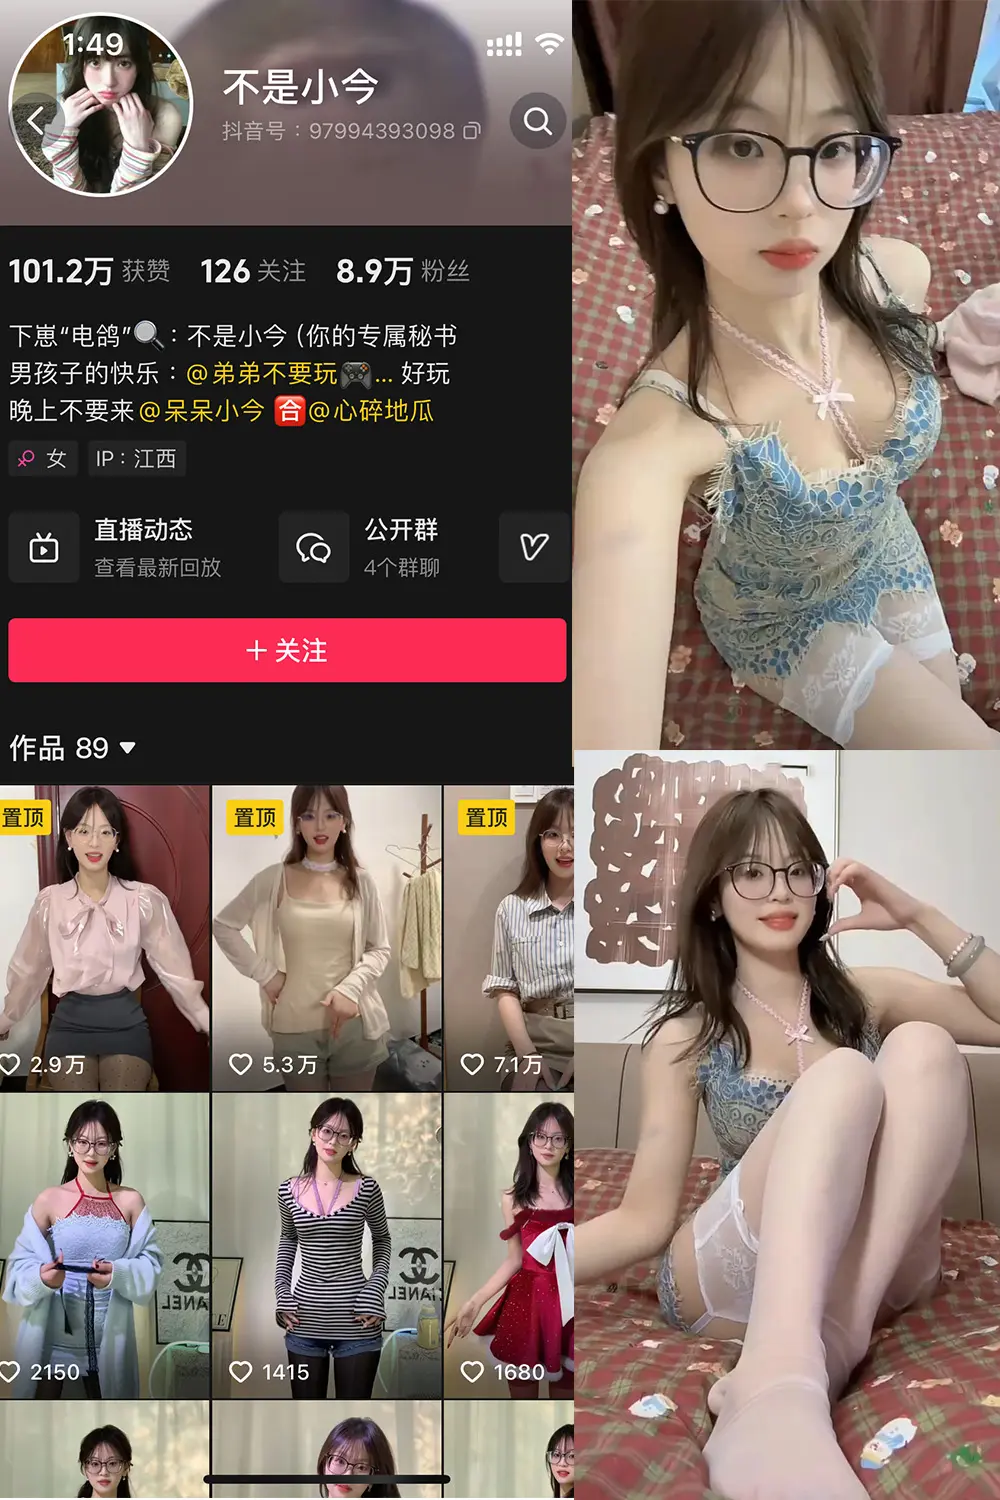 1:49
不是小今
抖音号：97994393098
101.2万 获赞 126 关注 8.9万 粉丝
下崽“电鸽”🔍：不是小今 (你的专属秘书
男孩子的快乐：@弟弟不要玩🎮... 好玩
晚上不要来@呆呆小今 🈴@心碎地瓜
女 IP：江西
直播动态
查看最新回放
公开群
4个群聊
+ 关注
作品 89
置顶 置顶 置顶
2.9万 5.3万 7.1万
CHANEL CHANEL
2150 1415 1680